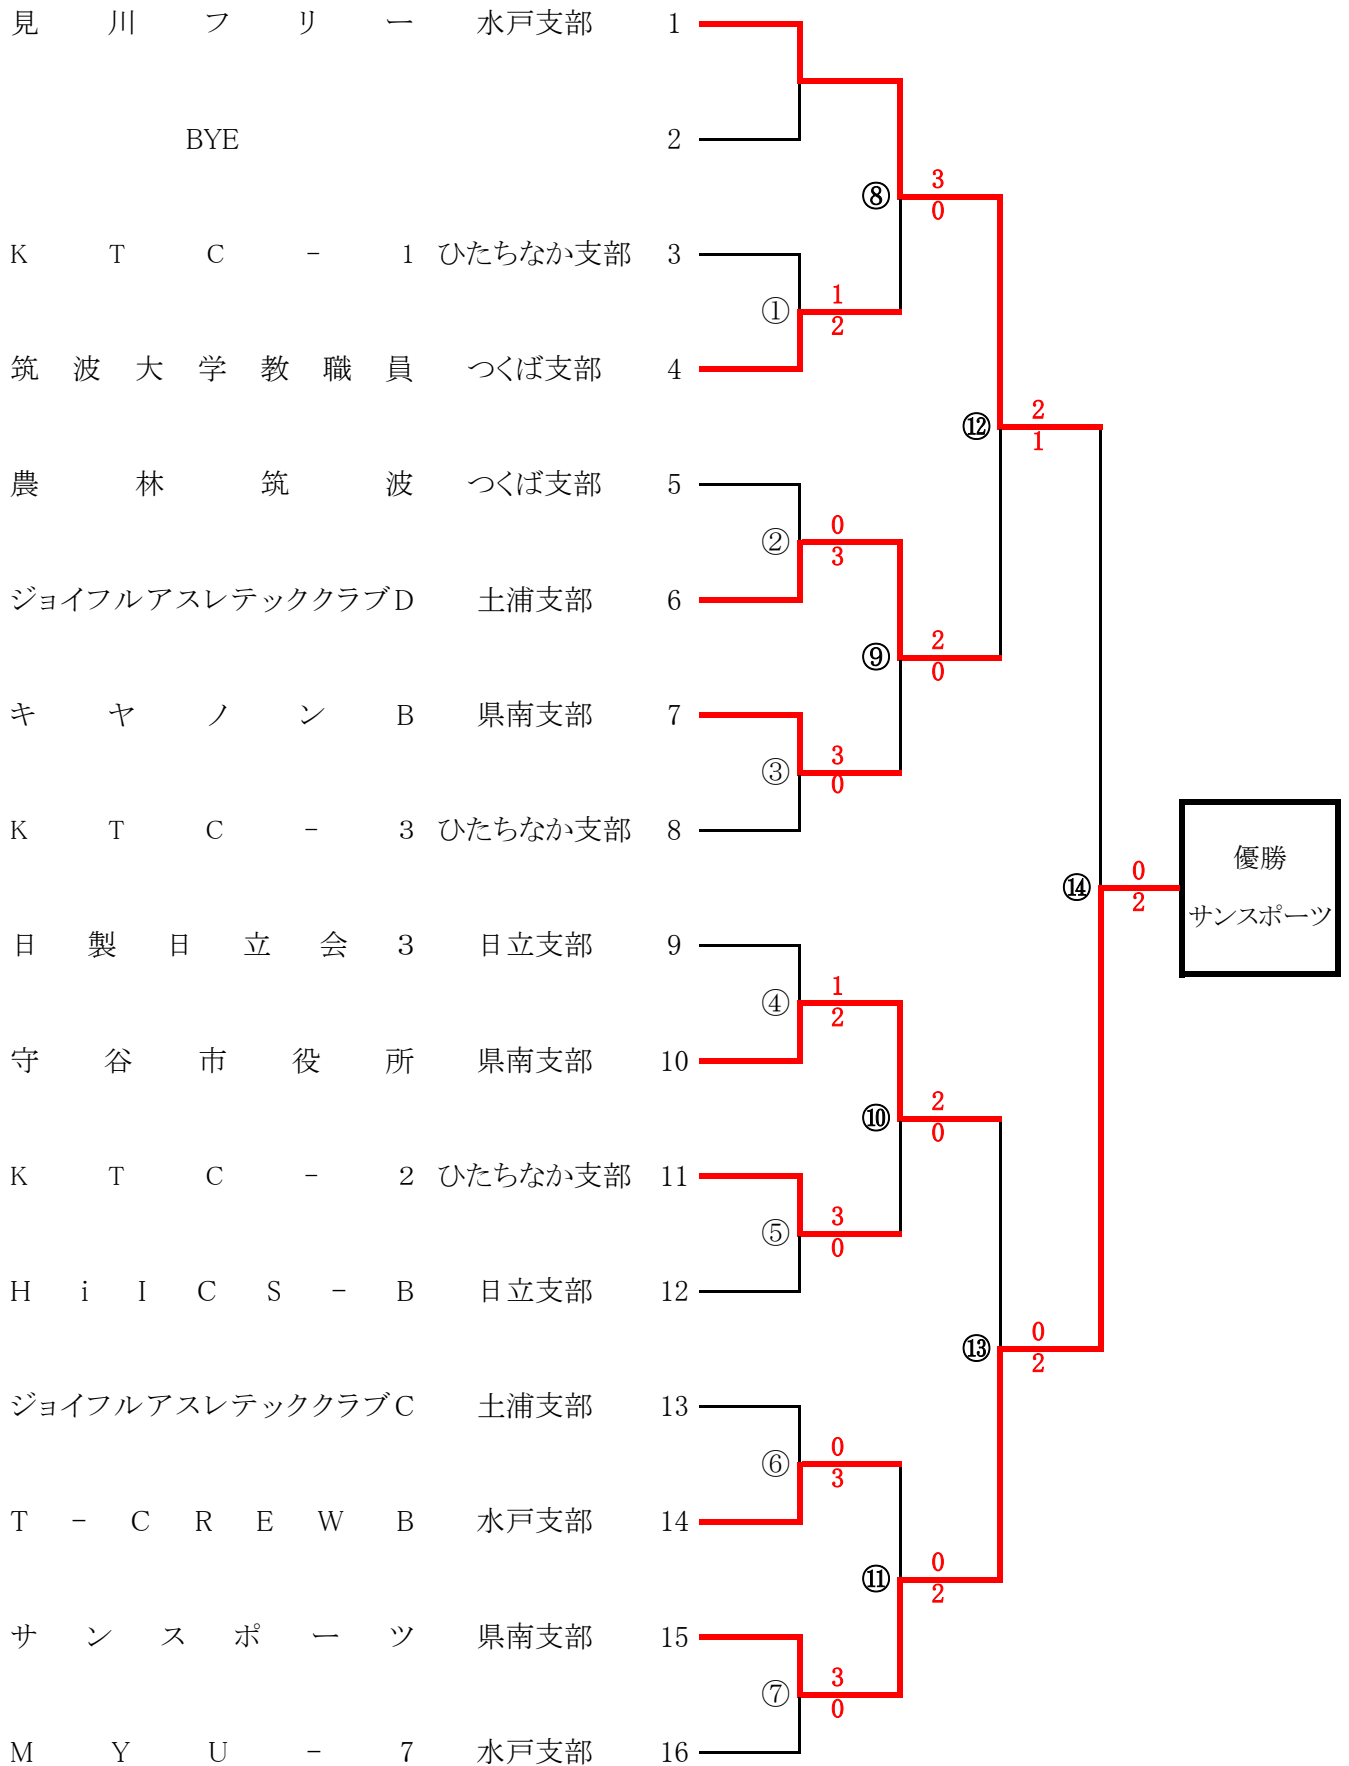 見川フリー 水戸支部 1
BYE 2
⑧ 3
0
KTC-1 ひたちなか支部 3
① 1
2
筑波大学教職員 つくば支部 4
⑫ 2
1
農林筑波 つくば支部 5
② 0
3
ジョイフルアスレテッククラブD 土浦支部 6
⑨ 2
0
キヤノンB 県南支部 7
③ 3
0
KTC-3 ひたちなか支部 8
優勝
⑭ 0
2
サンスポーツ
日製日立会3 日立支部 9
④ 1
2
守谷市役所 県南支部 10
⑩ 2
0
KTC-2 ひたちなか支部 11
⑤ 3
0
HiICS-B 日立支部 12
⑬ 0
2
ジョイフルアスレテッククラブC 土浦支部 13
⑥ 0
3
T-CREWB 水戸支部 14
⑪ 0
2
サンスポーツ 県南支部 15
⑦ 3
0
MYU-7 水戸支部 16